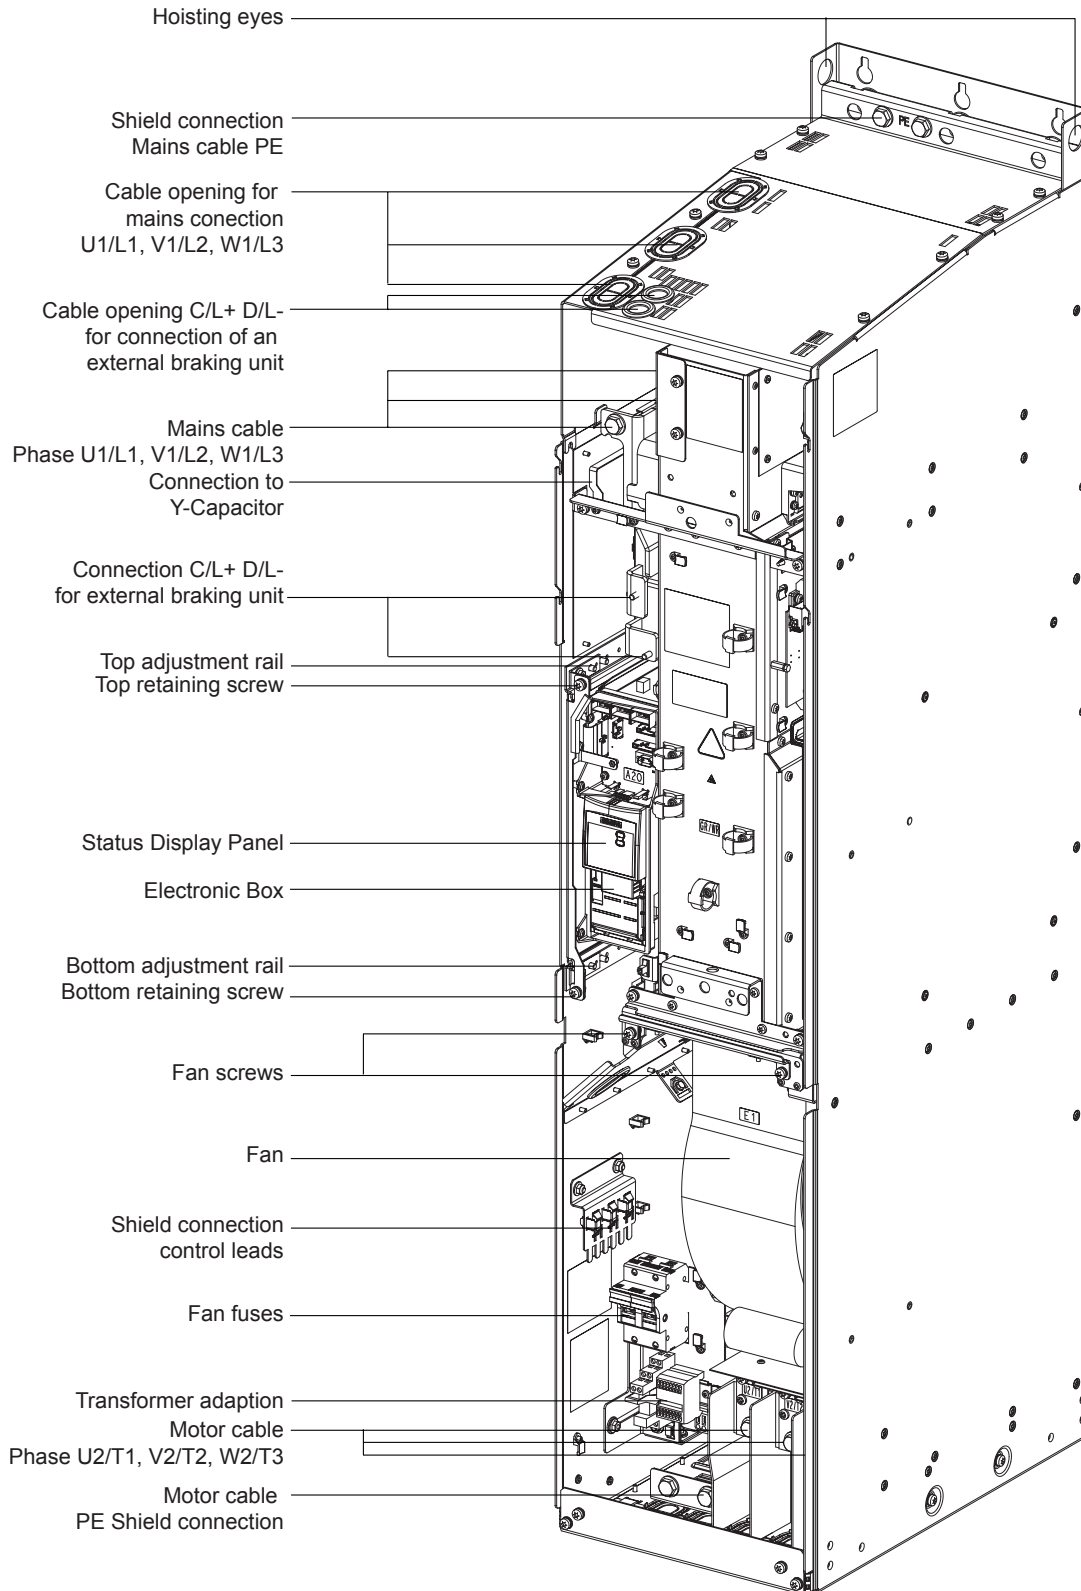 Hoisting eyes
Shield connection
Mains cable PE
PE
Cable opening for
mains conection
U1/L1, V1/L2, W1/L3
Cable opening C/L+ D/L-
for connection of an
external braking unit
Mains cable
Phase U1/L1, V1/L2, W1/L3
Connection to
Y-Capacitor
Connection C/L+ D/L-
for external braking unit
Top adjustment rail
Top retaining screw
A20
Status Display Panel
Electronic Box
Bottom adjustment rail
Bottom retaining screw
Fan screws
E1
Fan
Shield connection
control leads
Fan fuses
Transformer adaption
Motor cable
Phase U2/T1, V2/T2, W2/T3
U2/T1
V2/T2
Motor cable
PE Shield connection